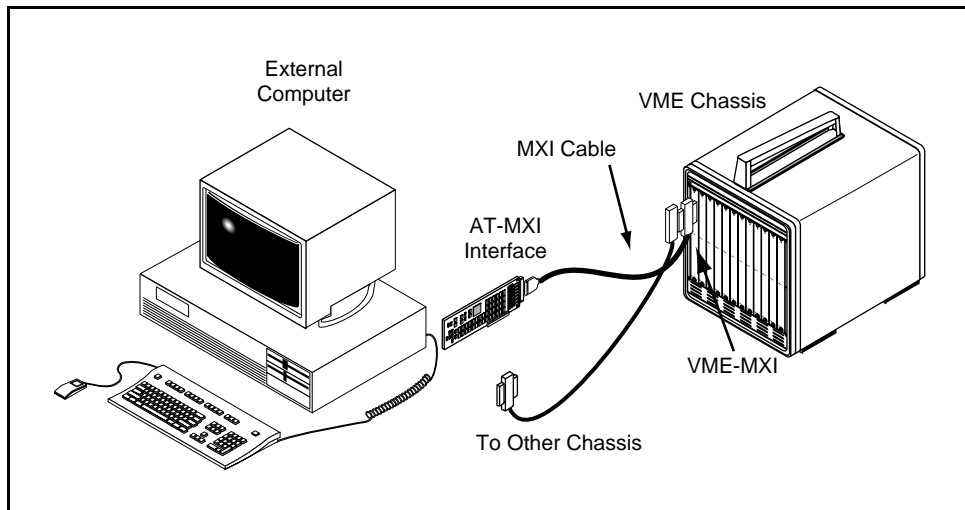 External
Computer
VME Chassis
MXI Cable
AT-MXI
Interface
VME-MXI
To Other Chassis